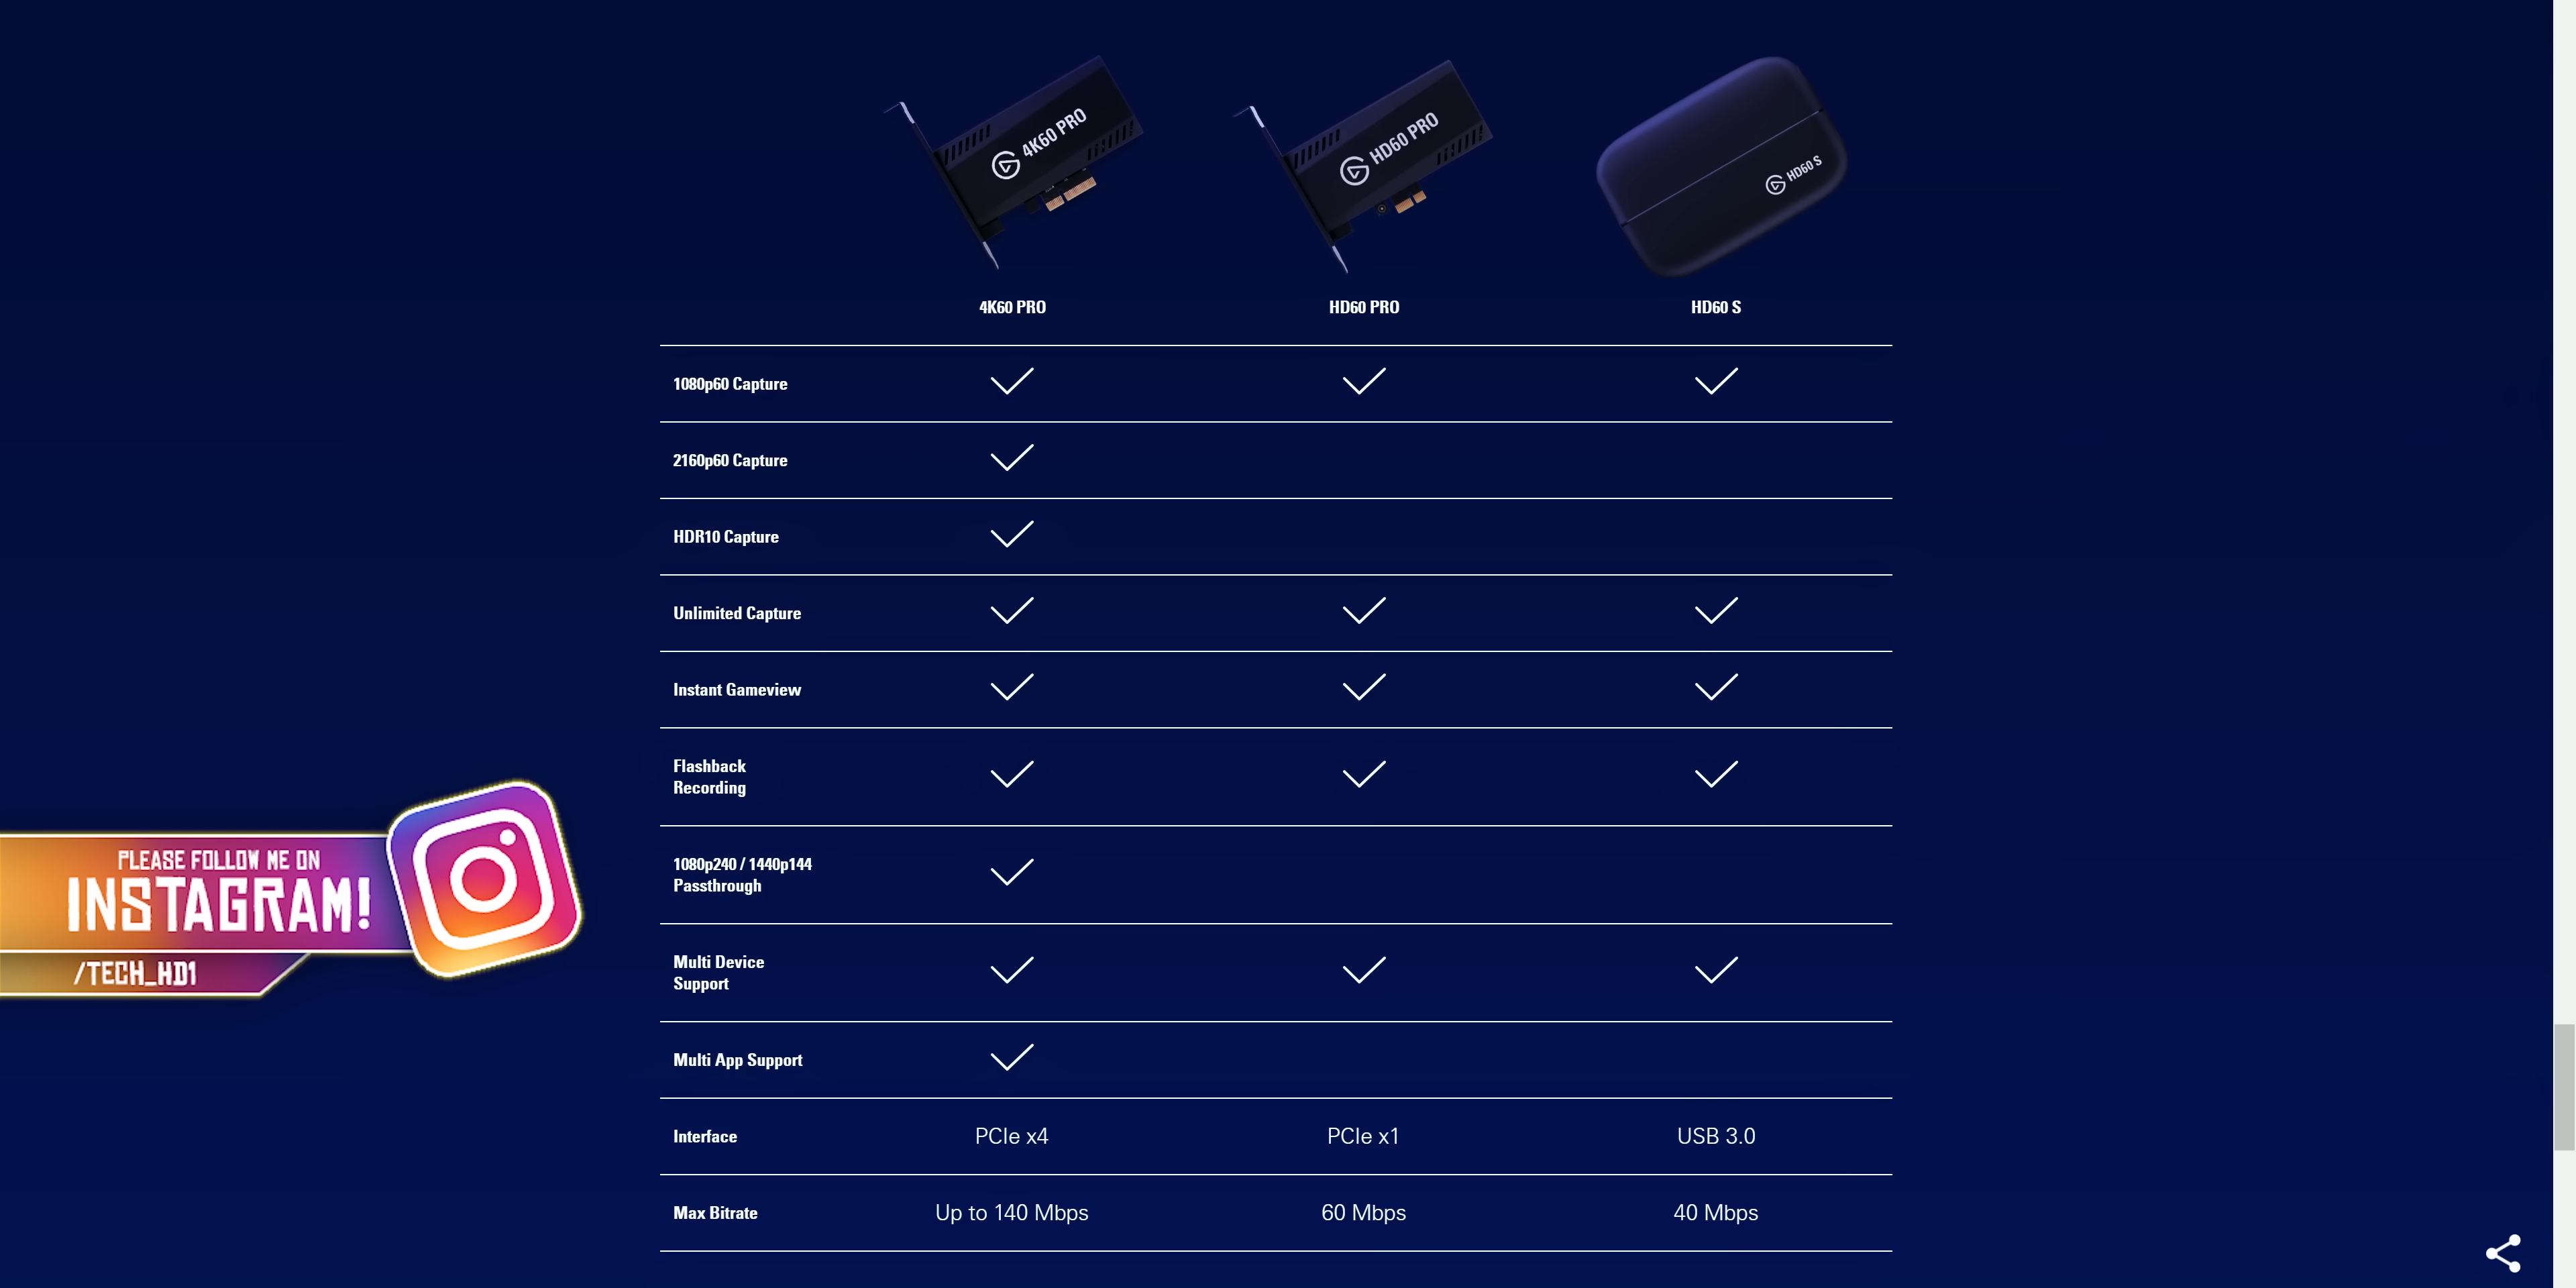 4K60 PRO
HD60 PRO
HD60 S
4K60 PRO HD60 PRO HD60 S
1080p60 Capture
2160p60 Capture
HDR10 Capture
Unlimited Capture
Instant Gameview
Flashback
Recording
1080p240 / 1440p144
Passthrough
Multi Device
Support
Multi App Support
Interface PCIe x4 PCIe x1 USB 3.0
Max Bitrate Up to 140 Mbps 60 Mbps 40 Mbps
PLEASE FOLLOW ME ON
INSTAGRAM!
/TECH_HD1